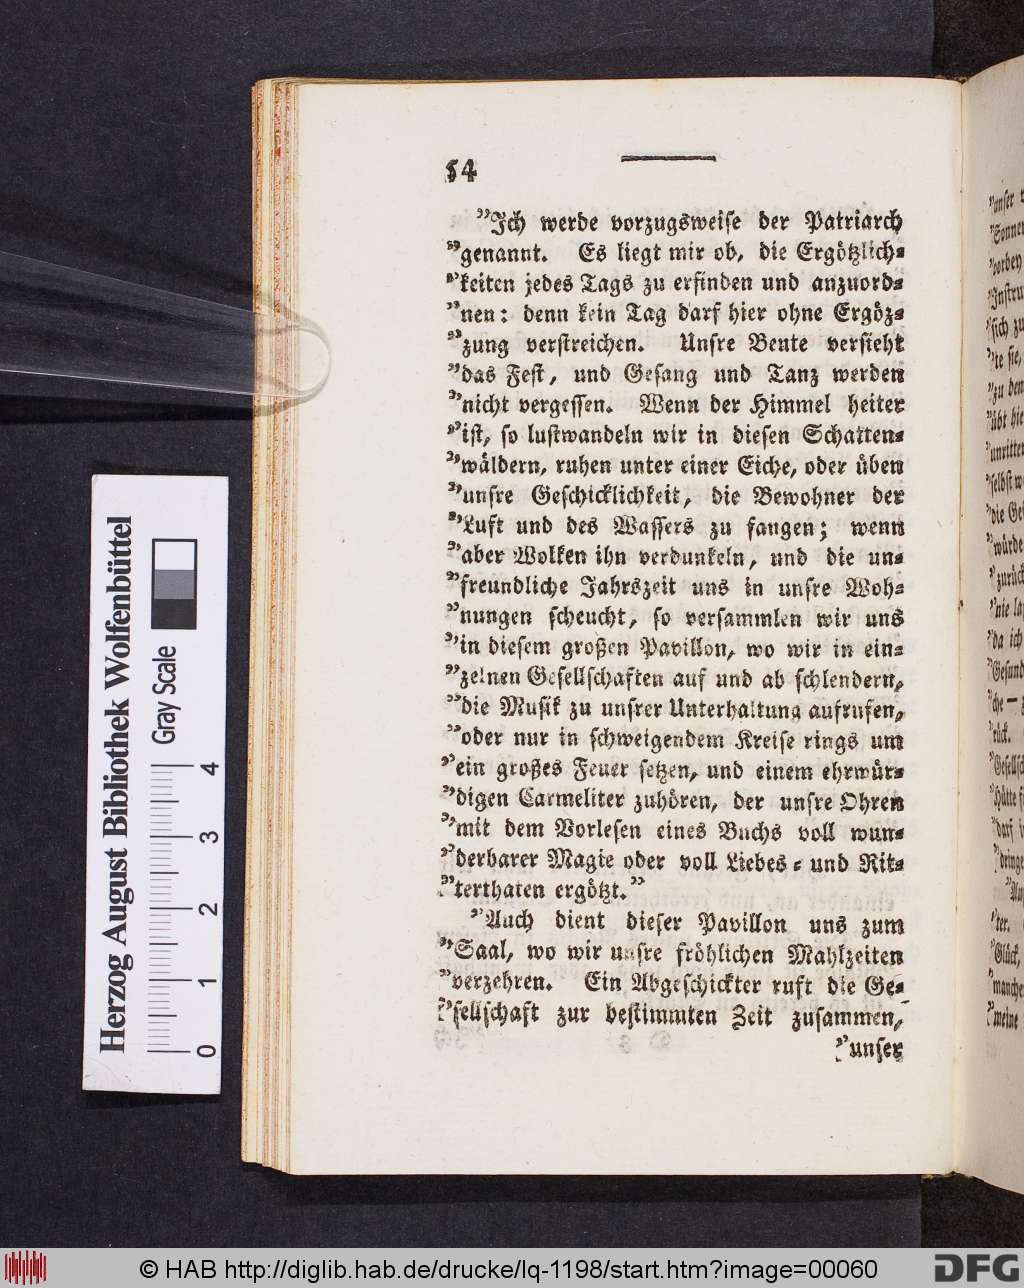 54
”Ich werde vorzugsweise der Patriarch
”genannt. Es liegt mir ob, die Ergötzlich-
”keiten jedes Tags zu erfinden und anzuord-
”nen: denn kein Tag darf hier ohne Ergöz-
”zung verstreichen. Unsre Beute versieht
”das Fest, und Gesang und Tanz werden
”nicht vergessen. Wenn der Himmel heiter
”ist, so lustwandeln wir in diesen Schatten-
”wäldern, ruhen unter einer Eiche, oder üben
”unsre Geschicklichkeit, die Bewohner der
”Luft und des Wassers zu fangen; wenn
”aber Wolken ihn verdunkeln, und die un-
”freundliche Jahrszeit uns in unsre Woh-
”nungen scheucht, so versammlen wir uns
”in diesem großen Pavillon, wo wir in ein-
”zelnen Gesellschaften auf und ab schlendern,
”die Musik zu unsrer Unterhaltung aufrufen,
”oder nur in schweigendem Kreise rings um
”ein großes Feuer setzen, und einem ehrwür-
”digen Carmeliter zuhören, der unsre Ohren
”mit dem Vorlesen eines Buchs voll wun-
”derbarer Magie oder voll Liebes- und Rit-
”terthaten ergötzt.”
”Auch dient dieser Pavillon uns zum
”Saal, wo wir unsre fröhlichen Mahlzeiten
”verzehren. Ein Abgeschickter ruft die Ge-
”sellschaft zur bestimmten Zeit zusammen,
”unser
Herzog August Bibliothek Wolfenbüttel
Gray Scale
0 1 2 3 4
© HAB http://diglib.hab.de/drucke/lq-1198/start.htm?image=00060
DFG